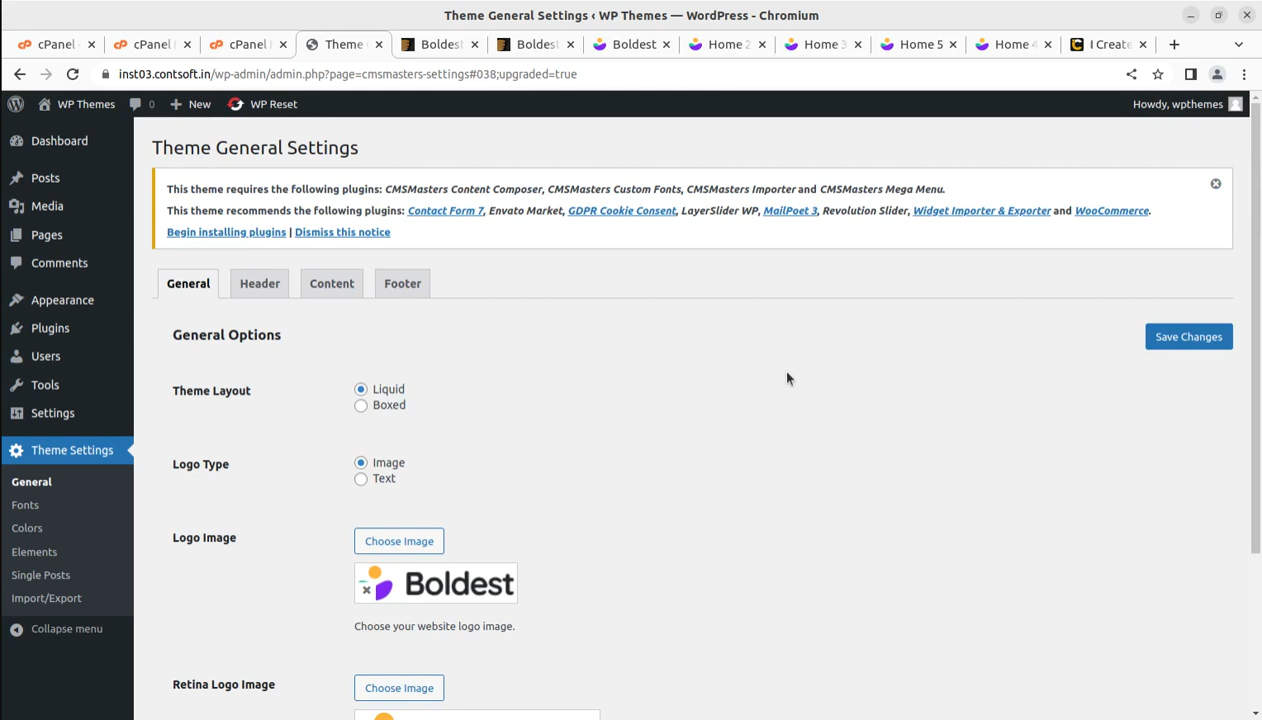 Theme General Settings ‹ WP Themes — WordPress - Chromium
cPanel
cPanel
cPanel
Theme
Boldest
Boldest
Boldest
Home 2
Home 3
Home 5
Home 4
I Create
inst03.contsoft.in/wp-admin/admin.php?page=cmsmasters-settings#038;upgraded=true
WP Themes
0
New
WP Reset
Howdy, wpthemes
Dashboard
Posts
Media
Pages
Comments
Appearance
Plugins
Users
Tools
Settings
Theme Settings
General
Fonts
Colors
Elements
Single Posts
Import/Export
Collapse menu
Theme General Settings
This theme requires the following plugins: CMSMasters Content Composer, CMSMasters Custom Fonts, CMSMasters Importer and CMSMasters Mega Menu.
This theme recommends the following plugins: Contact Form 7, Envato Market, GDPR Cookie Consent, LayerSlider WP, MailPoet 3, Revolution Slider, Widget Importer & Exporter and WooCommerce.
Begin installing plugins | Dismiss this notice
General
Header
Content
Footer
General Options
Save Changes
Theme Layout
Liquid
Boxed
Logo Type
Image
Text
Logo Image
Choose Image
Boldest
Choose your website logo image.
Retina Logo Image
Choose Image